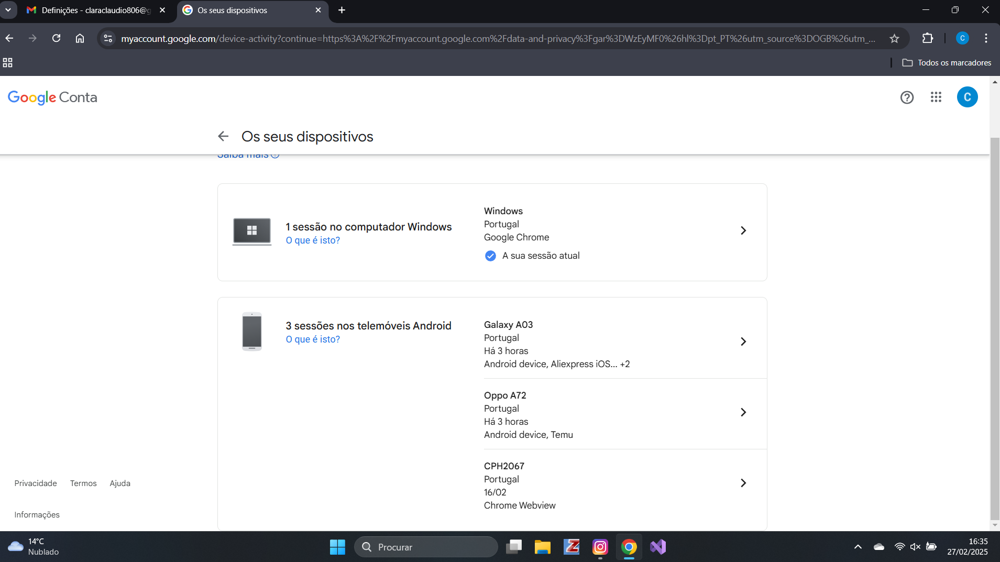 Definições - claraclaudio806@g
Os seus dispositivos
myaccount.google.com/device-activity?continue=https%3A%2F%2Fmyaccount.google.com%2Fdata-and-privacy%3Fgar%3DWzEyMF0%26hl%3Dpt_PT%26utm_source%3DOGB%26utm_...
C
Todos os marcadores
Google Conta
C
Os seus dispositivos
Saiba mais
1 sessão no computador Windows
O que é isto?
Windows
Portugal
Google Chrome
A sua sessão atual
3 sessões nos telemóveis Android
O que é isto?
Galaxy A03
Portugal
Há 3 horas
Android device, Aliexpress iOS... +2
Oppo A72
Portugal
Há 3 horas
Android device, Temu
CPH2067
Portugal
16/02
Chrome Webview
Privacidade Termos Ajuda
Informações
14°C
Nublado
Procurar
16:35
27/02/2025